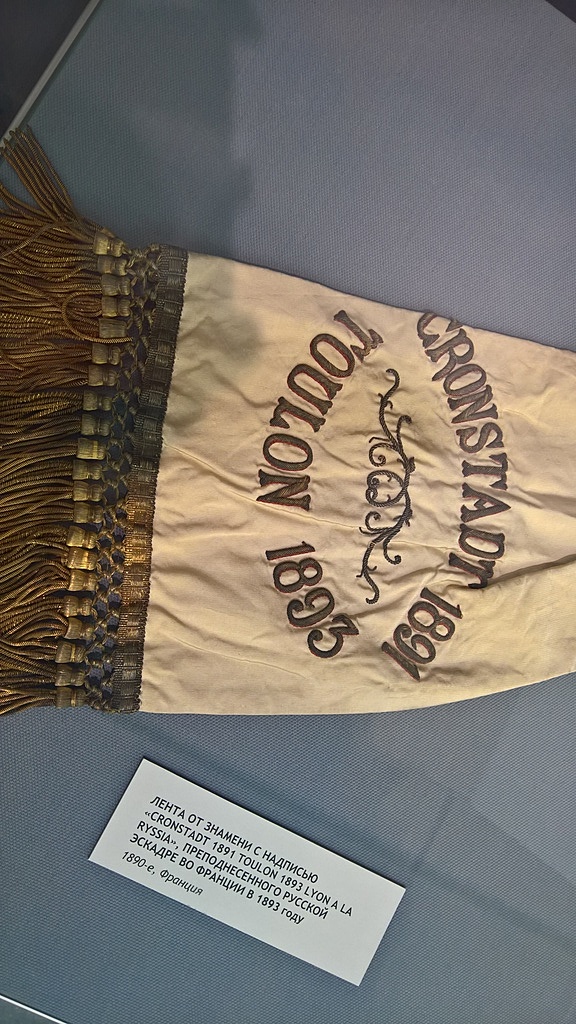 CRONSTADT 1891
TOULON 1893
ЛЕНТА ОТ ЗНАМЕНИ С НАДПИСЬЮ
«CRONSTADT 1891 TOULON 1893 LYON A LA
RYSSIA», ПРЕПОДНЕСЕННОГО РУССКОЙ
ЭСКАДРЕ ВО ФРАНЦИИ В 1893 году
1890-е, Франция